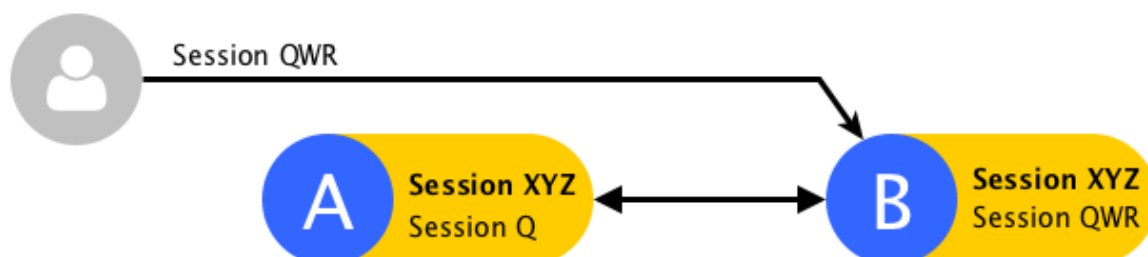 Session QWR
A
Session XYZ
Session Q
B
Session XYZ
Session QWR